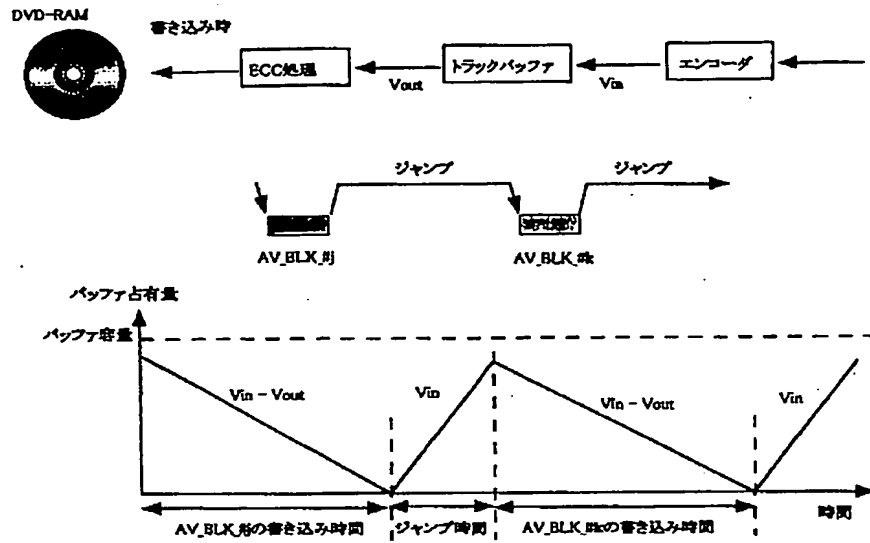 DVD-RAM
書き込み時
ECC処理
Vout
トラックバッファ
Vin
エンコーダ
ジャンプ
ジャンプ
AV_BLK_#j
AV_BLK_#k
バッファ占有量
バッファ容量
Vin - Vout
Vin
Vin - Vout
Vin
時間
AV_BLK_#jの書き込み時間
ジャンプ時間
AV_BLK_#kの書き込み時間